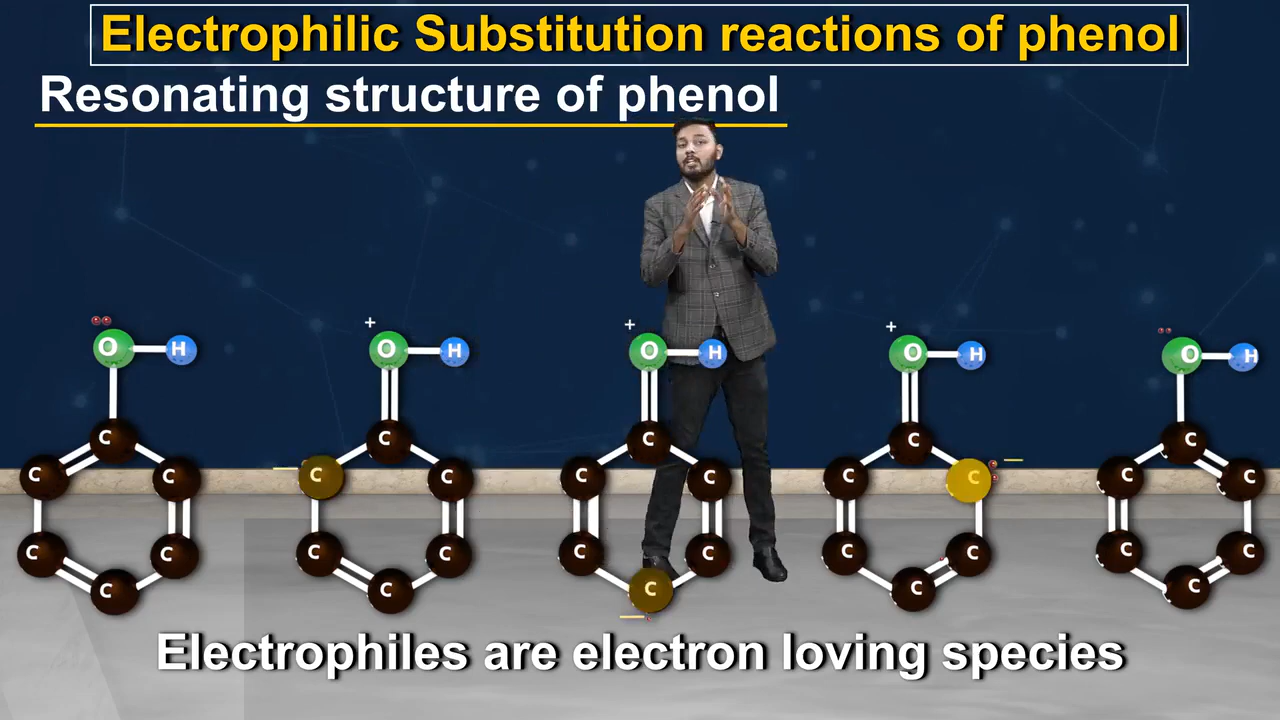 Electrophilic Substitution reactions of phenol
Resonating structure of phenol
O H + O H + O H + O H O H
C C C C C
C C C C C C C C C C
C C C C C C C C C C
C C C C C
Electrophiles are electron loving species